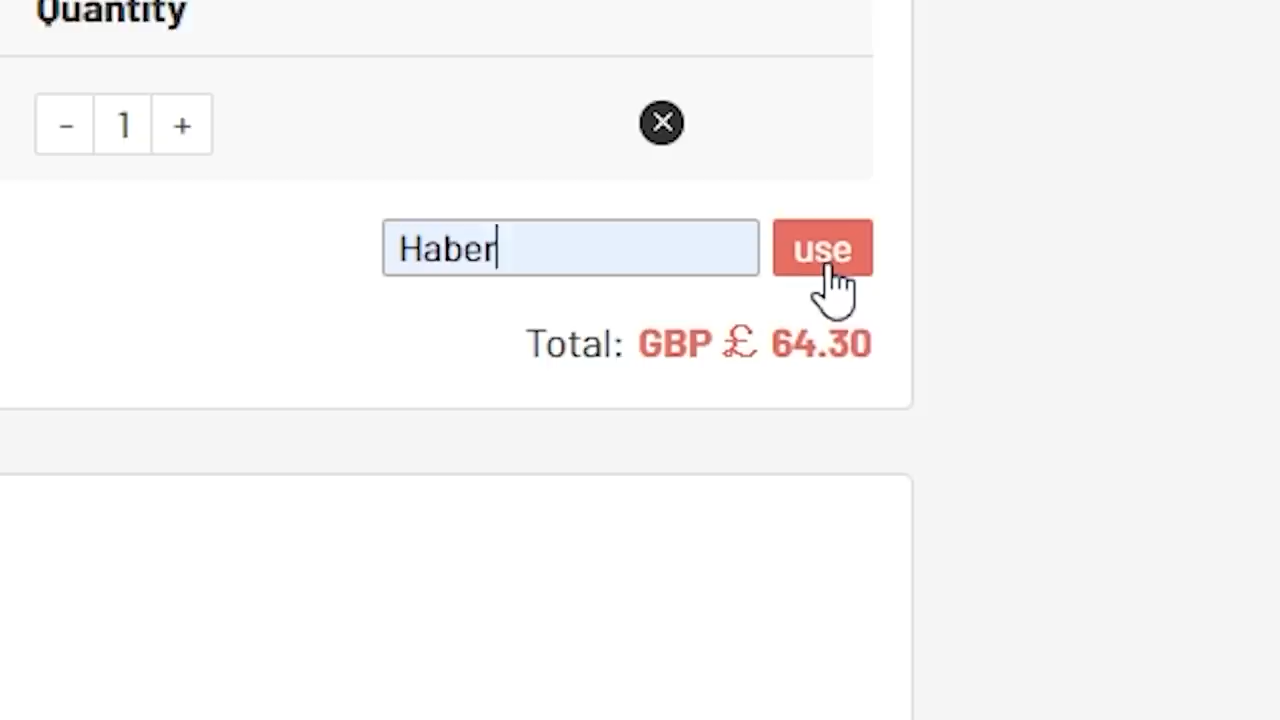 Quantity
- 1 +
Haber
use
Total: GBP £ 64.30